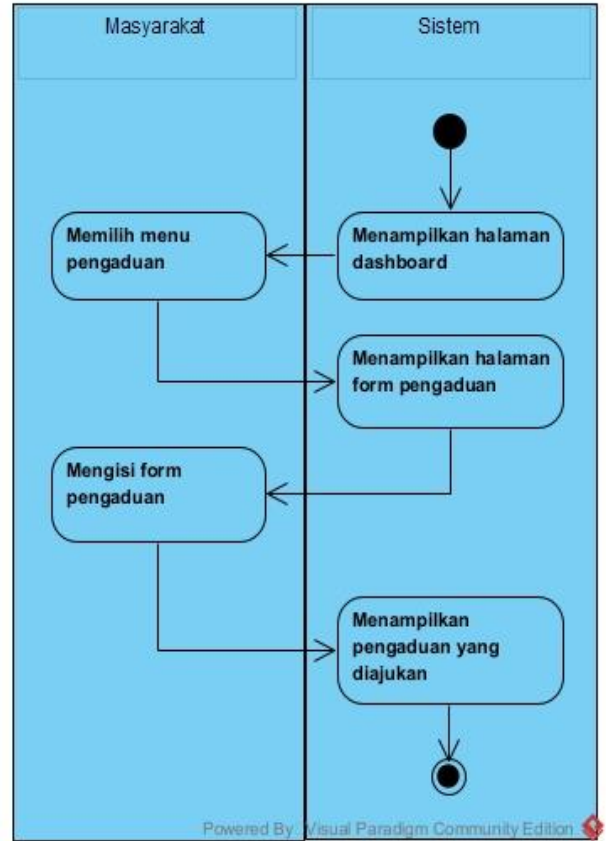 Masyarakat
Sistem
Memilih menu
pengaduan
Menampilkan halaman
dashboard
Menampilkan halaman
form pengaduan
Mengisi form
pengaduan
Menampilkan
pengaduan yang
diajukan
Powered By: Visual Paradigm Community Edition